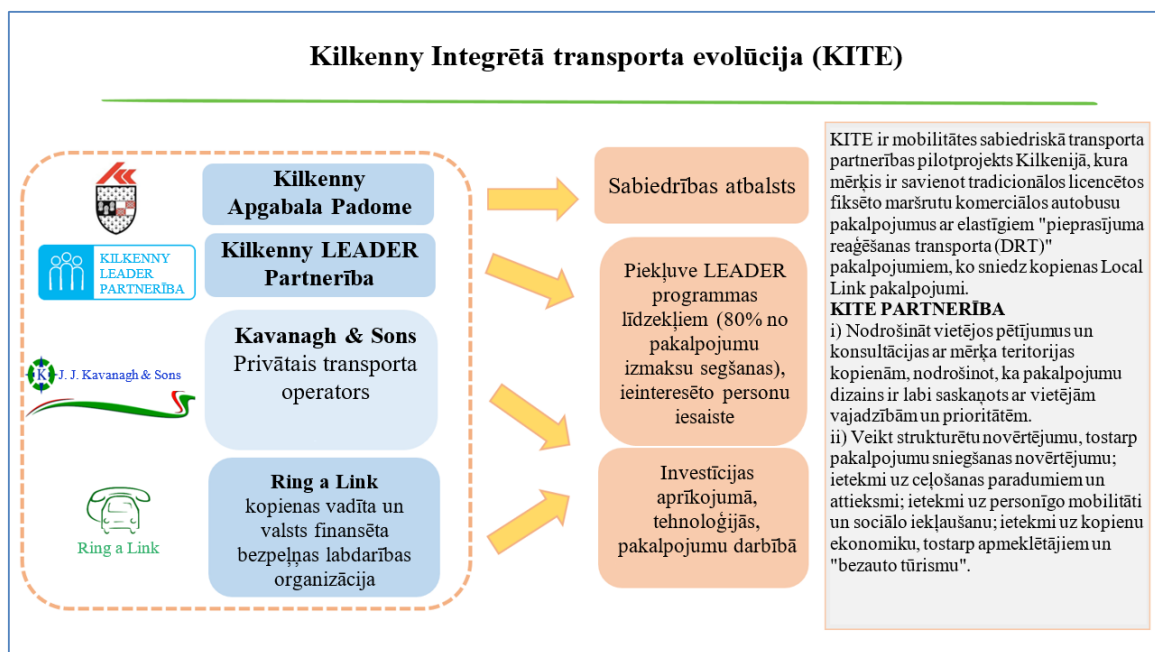 Kilkenny Integrētā transporta evolūcija (KITE)
Kilkenny
Apgabala Padome
KILKENNY
LEADER
PARTNERĪBA
Kilkenny LEADER
Partnerība
K
J. J. Kavanagh & Sons
Kavanagh & Sons
Privātais transporta
operators
Ring a Link
Ring a Link
kopienas vadīta un
valsts finansēta
bezpeļņas labdarības
organizācija
Sabiedrības atbalsts
Piekļuve LEADER
programmas
līdzekļiem (80% no
pakalpojumu
izmaksu segšanas),
ieinteresēto personu
iesaiste
Investīcijas
aprīkojumā,
tehnoloģijās,
pakalpojumu darbībā
KITE ir mobilitātes sabiedriskā transporta
partnerības pilotprojekts Kilkenijā, kura
mērķis ir savienot tradicionālos licencētos
fiksēto maršrutu komerciālos autobusu
pakalpojumus ar elastīgiem "pieprasījuma
reaģēšanas transporta (DRT)"
pakalpojumiem, ko sniedz kopienas Local
Link pakalpojumi.
KITE PARTNERĪBA
i) Nodrošināt vietējos pētījumus un
konsultācijas ar mērķa teritorijas
kopienām, nodrošinot, ka pakalpojumu
dizains ir labi saskaņots ar vietējām
vajadzībām un prioritātēm.
ii) Veikt strukturētu novērtējumu, tostarp
pakalpojumu sniegšanas novērtējumu;
ietekmi uz ceļošanas paradumiem un
attieksmi; ietekmi uz personīgo mobilitāti
un sociālo iekļaušanu; ietekmi uz kopienu
ekonomiku, tostarp apmeklētājiem un
"bezauto tūrismu".